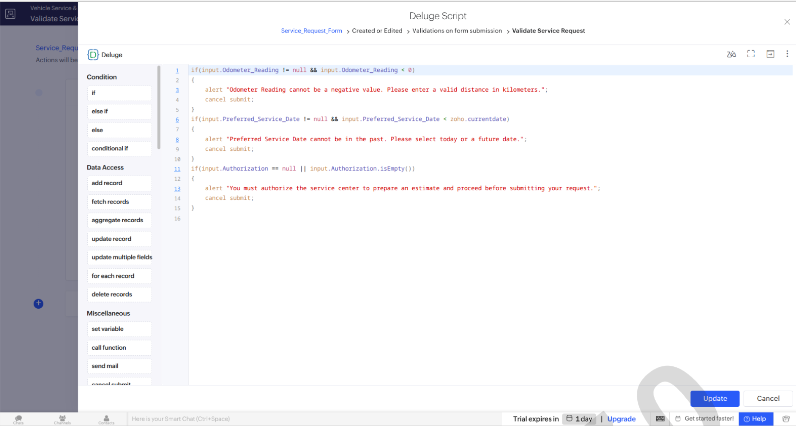 Vehicle Service &
Validate Servic
Deluge Script
Service_Request_Form > Created or Edited > Validations on form submission > Validate Service Request
Service_Reque
Actions will be
Deluge
Condition
if
else if
else
conditional if
Data Access
add record
fetch records
aggregate records
update record
update multiple fields
for each record
delete records
Miscellaneous
set variable
call function
send mail
cancel submit
1 if(input.Odometer_Reading != null && input.Odometer_Reading < 0)
2 {
3 alert "Odometer Reading cannot be a negative value. Please enter a valid distance in kilometers.";
4 cancel submit;
5 }
6 if(input.Preferred_Service_Date != null && input.Preferred_Service_Date < zoho.currentdate)
7 {
8 alert "Preferred Service Date cannot be in the past. Please select today or a future date.";
9 cancel submit;
10 }
11 if(input.Authorization == null || input.Authorization.isEmpty())
12 {
13 alert "You must authorize the service center to prepare an estimate and proceed before submitting your request.";
14 cancel submit;
15 }
16
Update
Cancel
Chats
Channels
Contacts
Here is your Smart Chat (Ctrl+Space)
Trial expires in 1 day | Upgrade
Get started faster!
Help